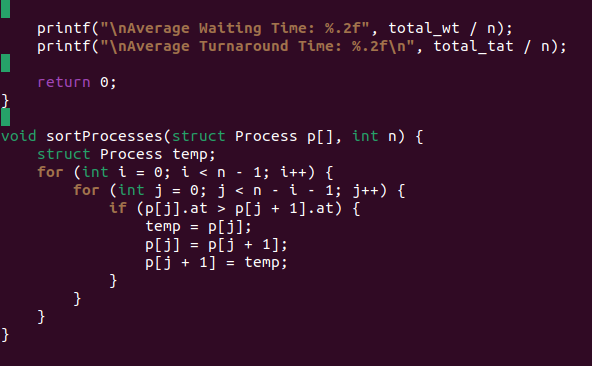 printf("\nAverage Waiting Time: %.2f", total_wt / n);
    printf("\nAverage Turnaround Time: %.2f\n", total_tat / n);
    return 0;
}
void sortProcesses(struct Process p[], int n) {
    struct Process temp;
    for (int i = 0; i < n - 1; i++) {
        for (int j = 0; j < n - i - 1; j++) {
            if (p[j].at > p[j + 1].at) {
                temp = p[j];
                p[j] = p[j + 1];
                p[j + 1] = temp;
            }
        }
    }
}